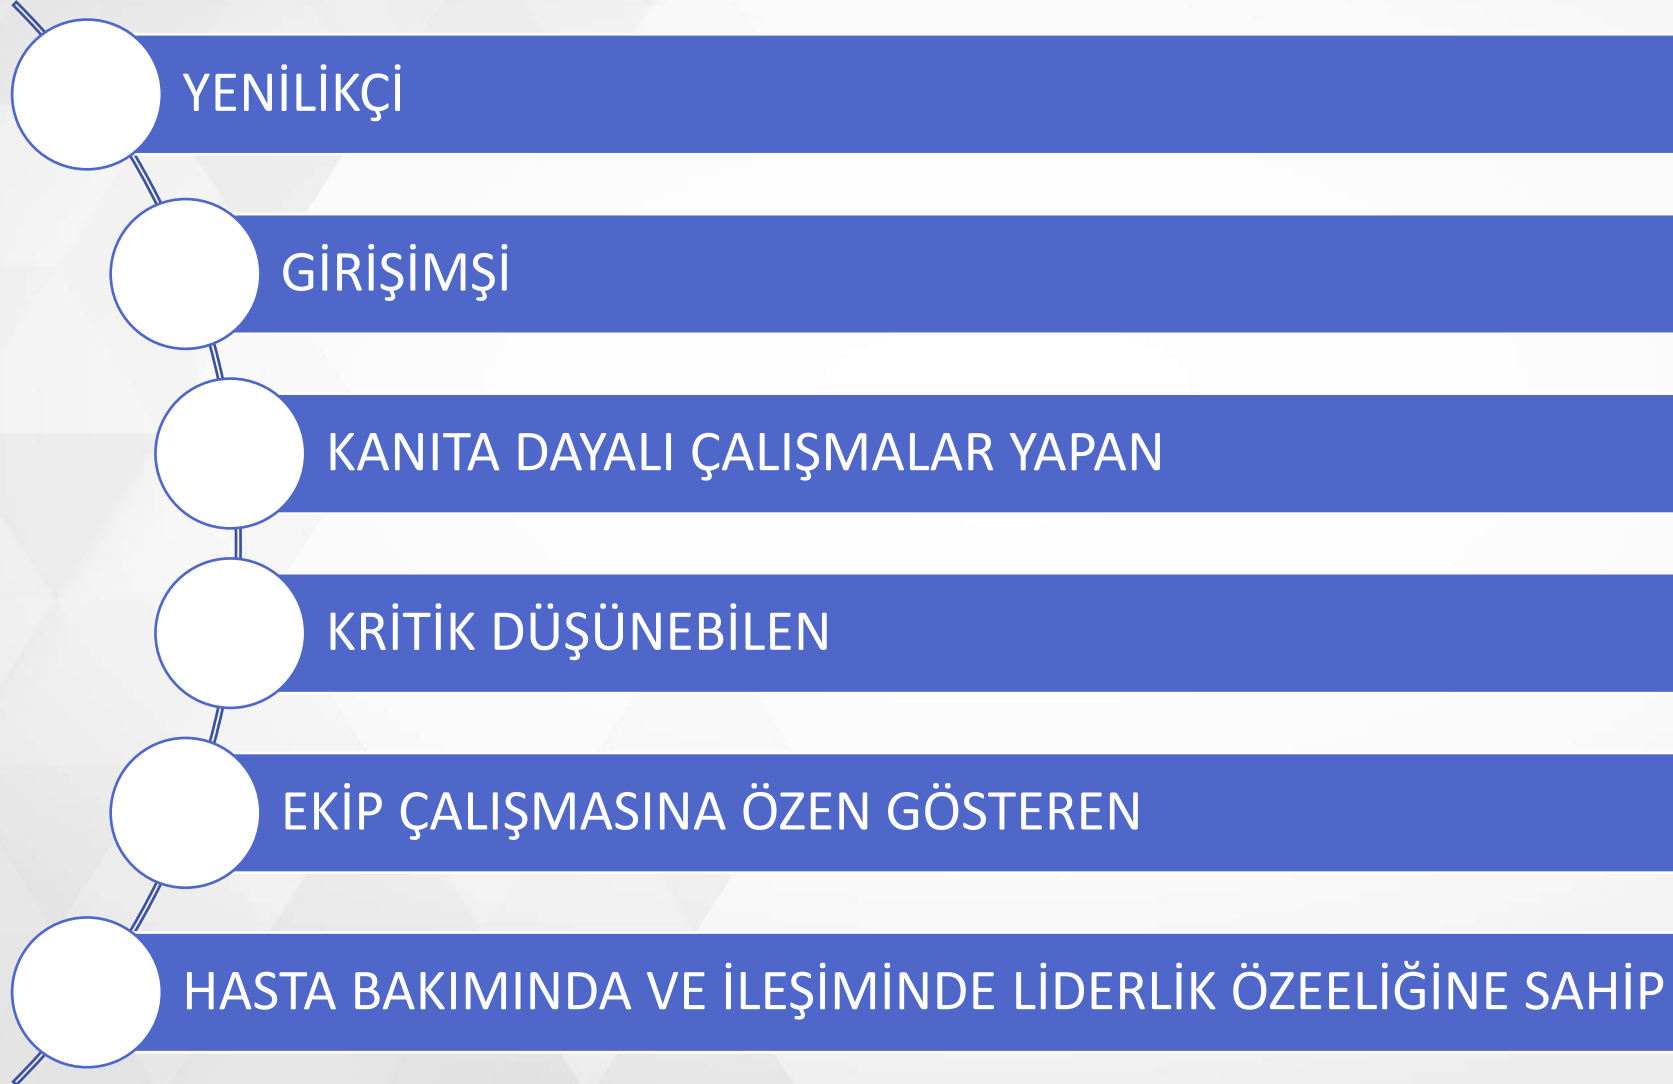 YENİLİKÇİ
GİRİŞİMŞİ
KANITA DAYALI ÇALIŞMALAR YAPAN
KRİTİK DÜŞÜNEBİLEN
EKİP ÇALIŞMASINA ÖZEN GÖSTEREN
HASTA BAKIMINDA VE İLEŞİMİNDE LİDERLİK ÖZEELİĞİNE SAHİP